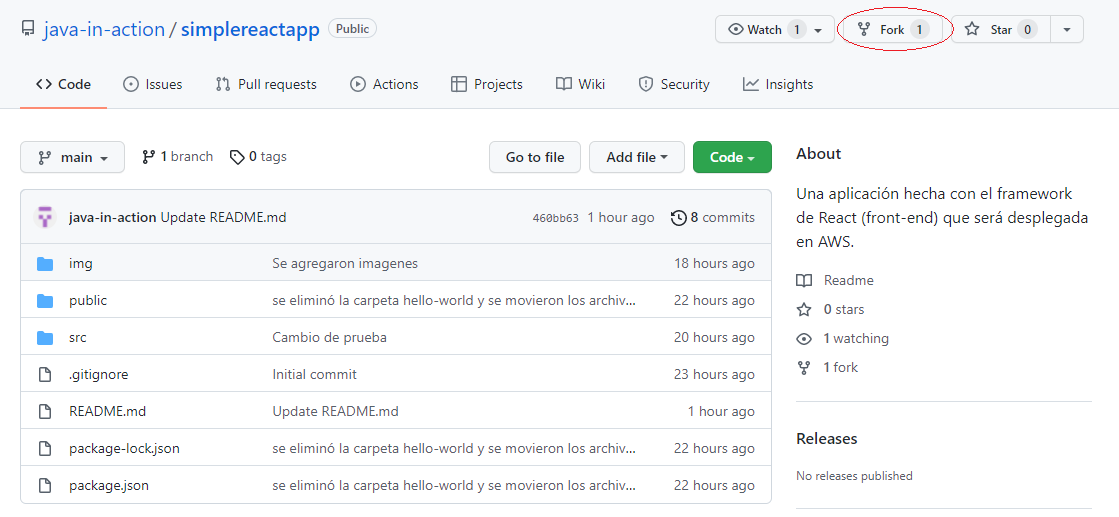 java-in-action / simplereactapp Public Watch 1 Fork 1 Star 0
Code Issues Pull requests Actions Projects Wiki Security Insights
main 1 branch 0 tags Go to file Add file Code
java-in-action Update README.md 460bb63 1 hour ago 8 commits
img Se agregaron imagenes 18 hours ago
public se eliminó la carpeta hello-world y se movieron los archiv... 22 hours ago
src Cambio de prueba 20 hours ago
.gitignore Initial commit 23 hours ago
README.md Update README.md 1 hour ago
package-lock.json se eliminó la carpeta hello-world y se movieron los archiv... 22 hours ago
package.json se eliminó la carpeta hello-world y se movieron los archiv... 22 hours ago
About
Una aplicación hecha con el framework
de React (front-end) que será desplegada
en AWS.
Readme
0 stars
1 watching
1 fork
Releases
No releases published